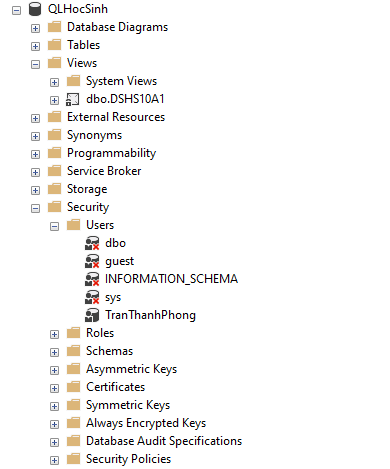 QLHocSinh
Database Diagrams
Tables
Views
System Views
dbo.DSHS10A1
External Resources
Synonyms
Programmability
Service Broker
Storage
Security
Users
dbo
guest
INFORMATION_SCHEMA
sys
TranThanhPhong
Roles
Schemas
Asymmetric Keys
Certificates
Symmetric Keys
Always Encrypted Keys
Database Audit Specifications
Security Policies